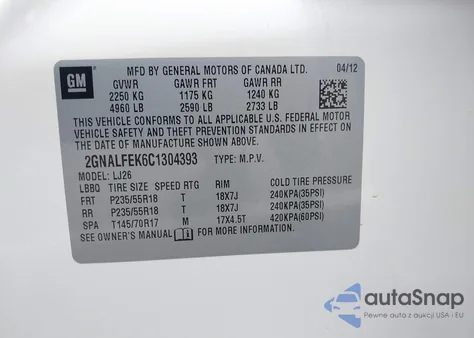 GM
MFD BY GENERAL MOTORS OF CANADA LTD. 04/12
GVWR GAWR FRT GAWR RR
2250 KG 1175 KG 1240 KG
4960 LB 2590 LB 2733 LB
THIS VEHICLE CONFORMS TO ALL APPLICABLE U.S. FEDERAL MOTOR
VEHICLE SAFETY AND THEFT PREVENTION STANDARDS IN EFFECT ON THE
DATE OF MANUFACTURE SHOWN ABOVE.
2GNALFEK6C1304393 TYPE: M.P.V.
MODEL: LJ26
LBBO TIRE SIZE SPEED RTG RIM COLD TIRE PRESSURE
FRT P235/55R18 T 18X7J 240KPA(35PSI)
RR P235/55R18 T 18X7J 240KPA(35PSI)
SPA T145/70R17 M 17X4.5T 420KPA(60PSI)
SEE OWNER'S MANUAL FOR MORE INFORMATION.
autoSnap
Pewne auta z aukcji USA i EU